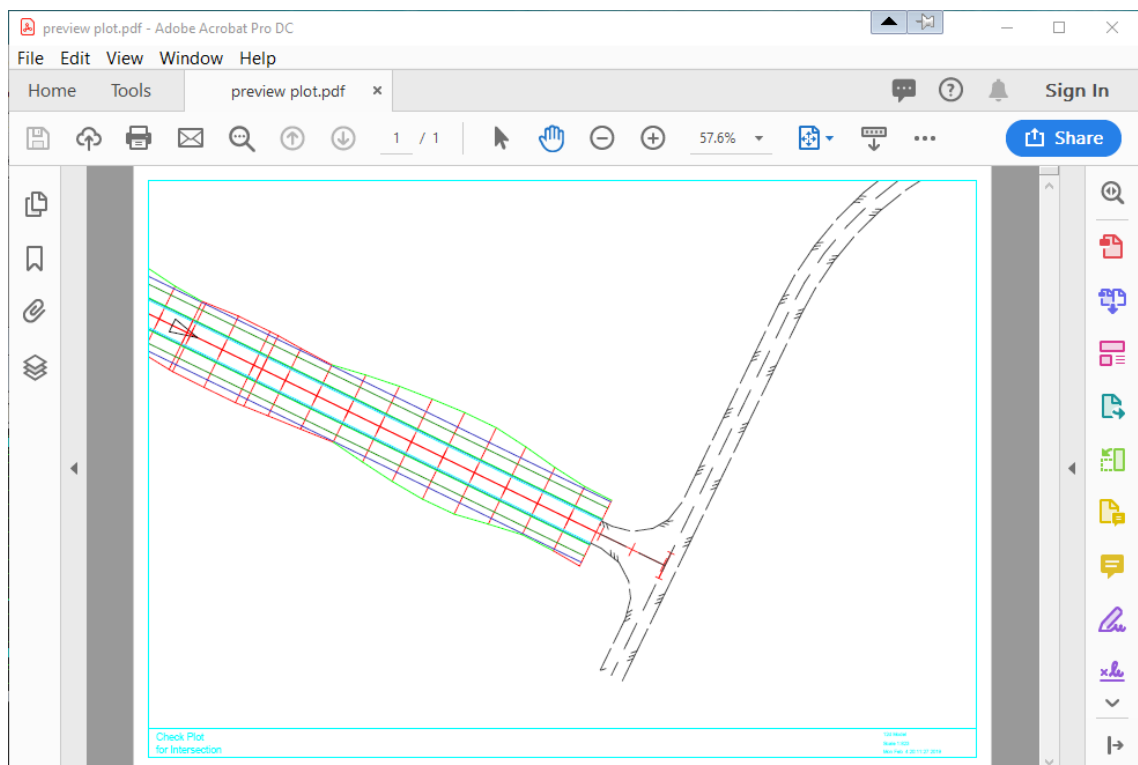 preview plot.pdf - Adobe Acrobat Pro DC
File Edit View Window Help
Home Tools preview plot.pdf × Sign In
1 / 1 57.6% Share
Check Plot
for Intersection